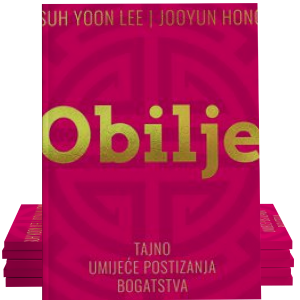 SUH YOON LEE | JOOYUN HONG
Obilje
TAJNO
UMIJEĆE POSTIZANJA
BOGATSTVA